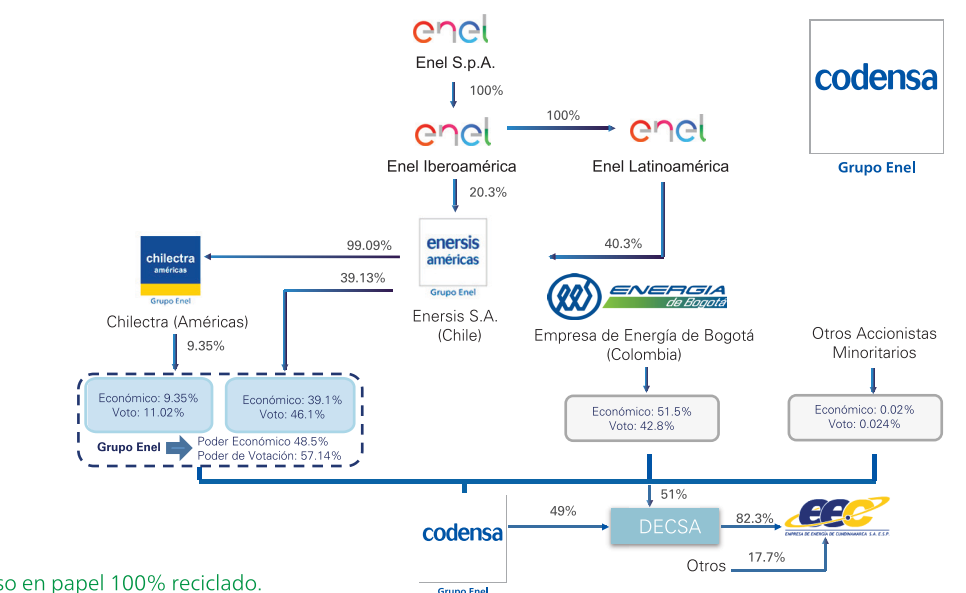 enel
Enel S.p.A.
100%
codensa
Grupo Enel
enel
100%
enel
Enel Iberoamérica
Enel Latinoamérica
20.3%
enersis
américas
Grupo Enel
Enersis S.A.
(Chile)
99.09%
39.13%
40.3%
chilectra
américas
Grupo Enel
Chilectra (Américas)
9.35%
ENERGIA
de Bogotá
Empresa de Energía de Bogotá
(Colombia)
Otros Accionistas
Minoritarios
Económico: 9.35%
Voto: 11.02%
Económico: 39.1%
Voto: 46.1%
Grupo Enel
Poder Económico 48.5%
Poder de Votación: 57.14%
Económico: 51.5%
Voto: 42.8%
Económico: 0.02%
Voto: 0.024%
codensa
Grupo Enel
49%
51%
DECSA
82.3%
EEC
EMPRESA DE ENERGÍA DE CUNDINAMARCA S.A. E.S.P.
Otros
17.7%
so en papel 100% reciclado.